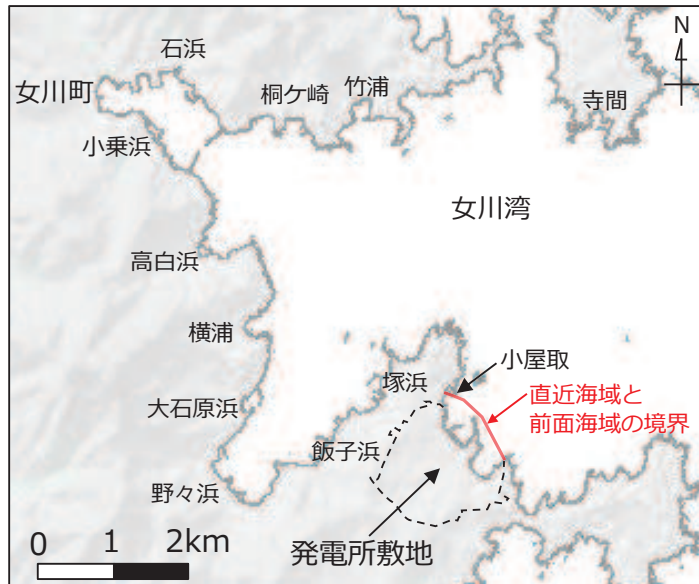 石浜
N
女川町
桐ケ崎
竹浦
寺間
小乗浜
女川湾
高白浜
横浦
小屋取
塚浜
直近海域と
前面海域の境界
大石原浜
飯子浜
野々浜
発電所敷地
0 1 2km